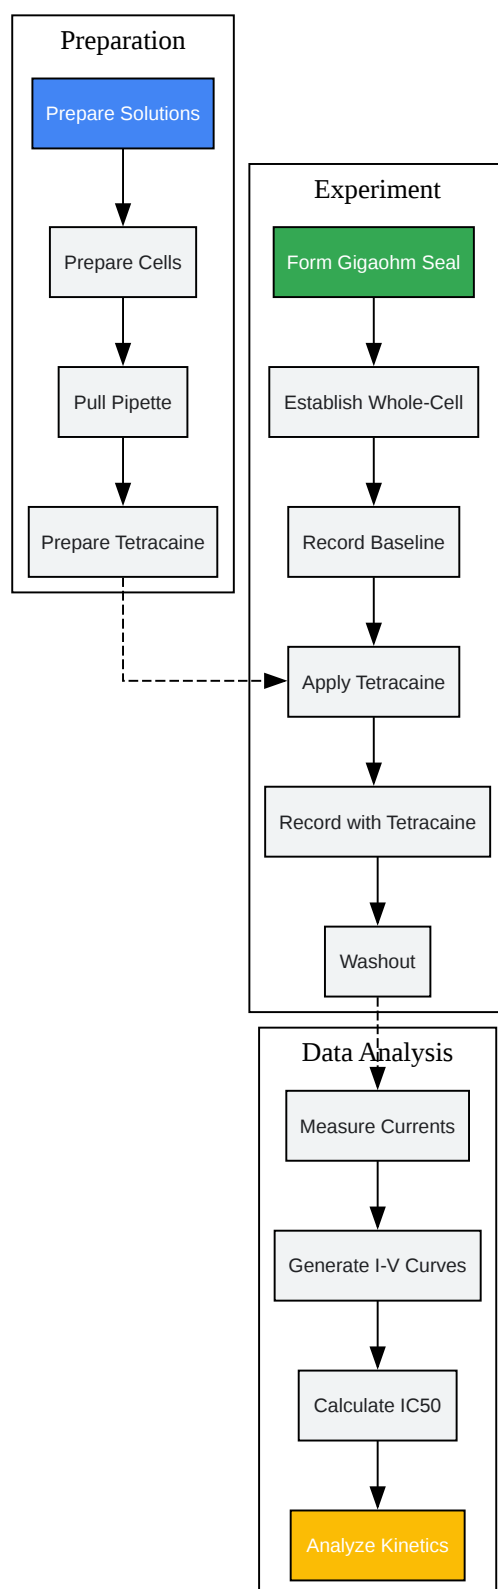 Preparation
Prepare Solutions
Prepare Cells
Pull Pipette
Prepare Tetracaine
Experiment
Form Gigaohm Seal
Establish Whole-Cell
Record Baseline
Apply Tetracaine
Record with Tetracaine
Washout
Data Analysis
Measure Currents
Generate I-V Curves
Calculate IC50
Analyze Kinetics